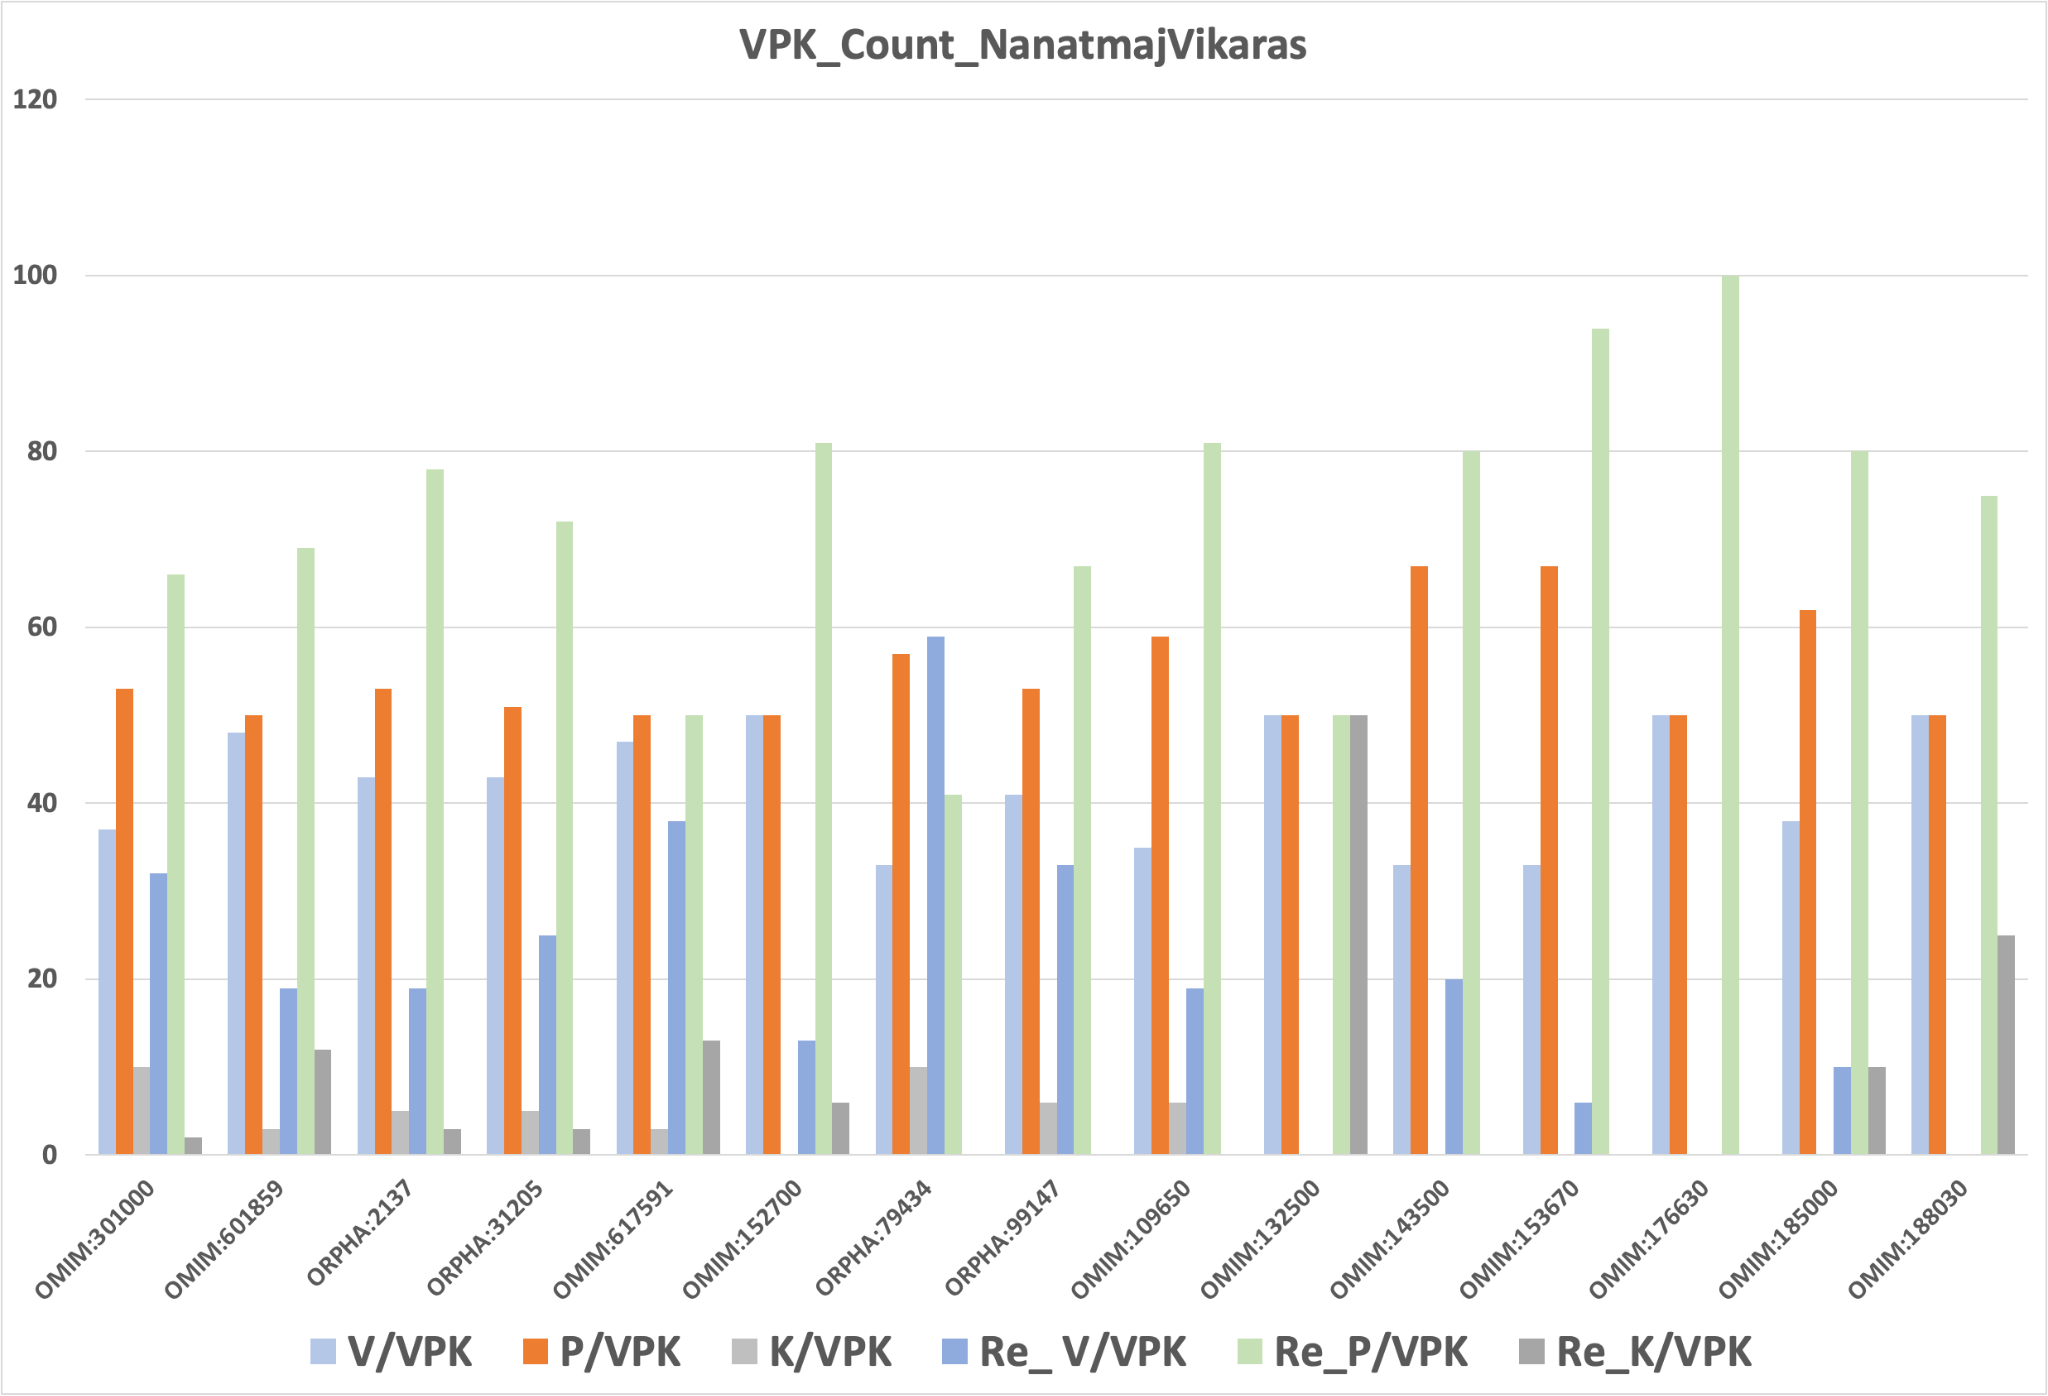 VPK_Count_NanatmajVikaras
120
100
80
60
40
20
0
OMIM:301000
OMIM:601859
ORPHA:2137
ORPHA:31205
OMIM:617591
OMIM:152700
ORPHA:79434
ORPHA:99147
OMIM:109650
OMIM:132500
OMIM:143500
OMIM:153670
OMIM:176630
OMIM:185000
OMIM:188030
V/VPK P/VPK K/VPK Re_ V/VPK Re_P/VPK Re_K/VPK